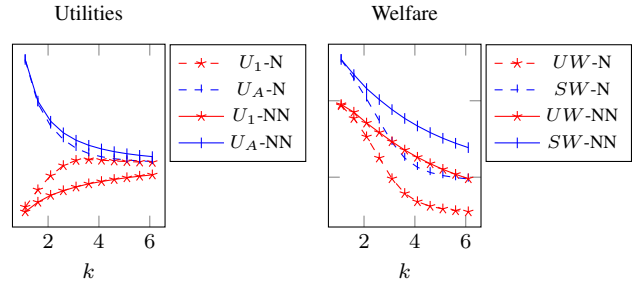 Utilities
U1-N
UA-N
U1-NN
UA-NN
2 4 6
k
Welfare
UW-N
SW-N
UW-NN
SW-NN
2 4 6
k